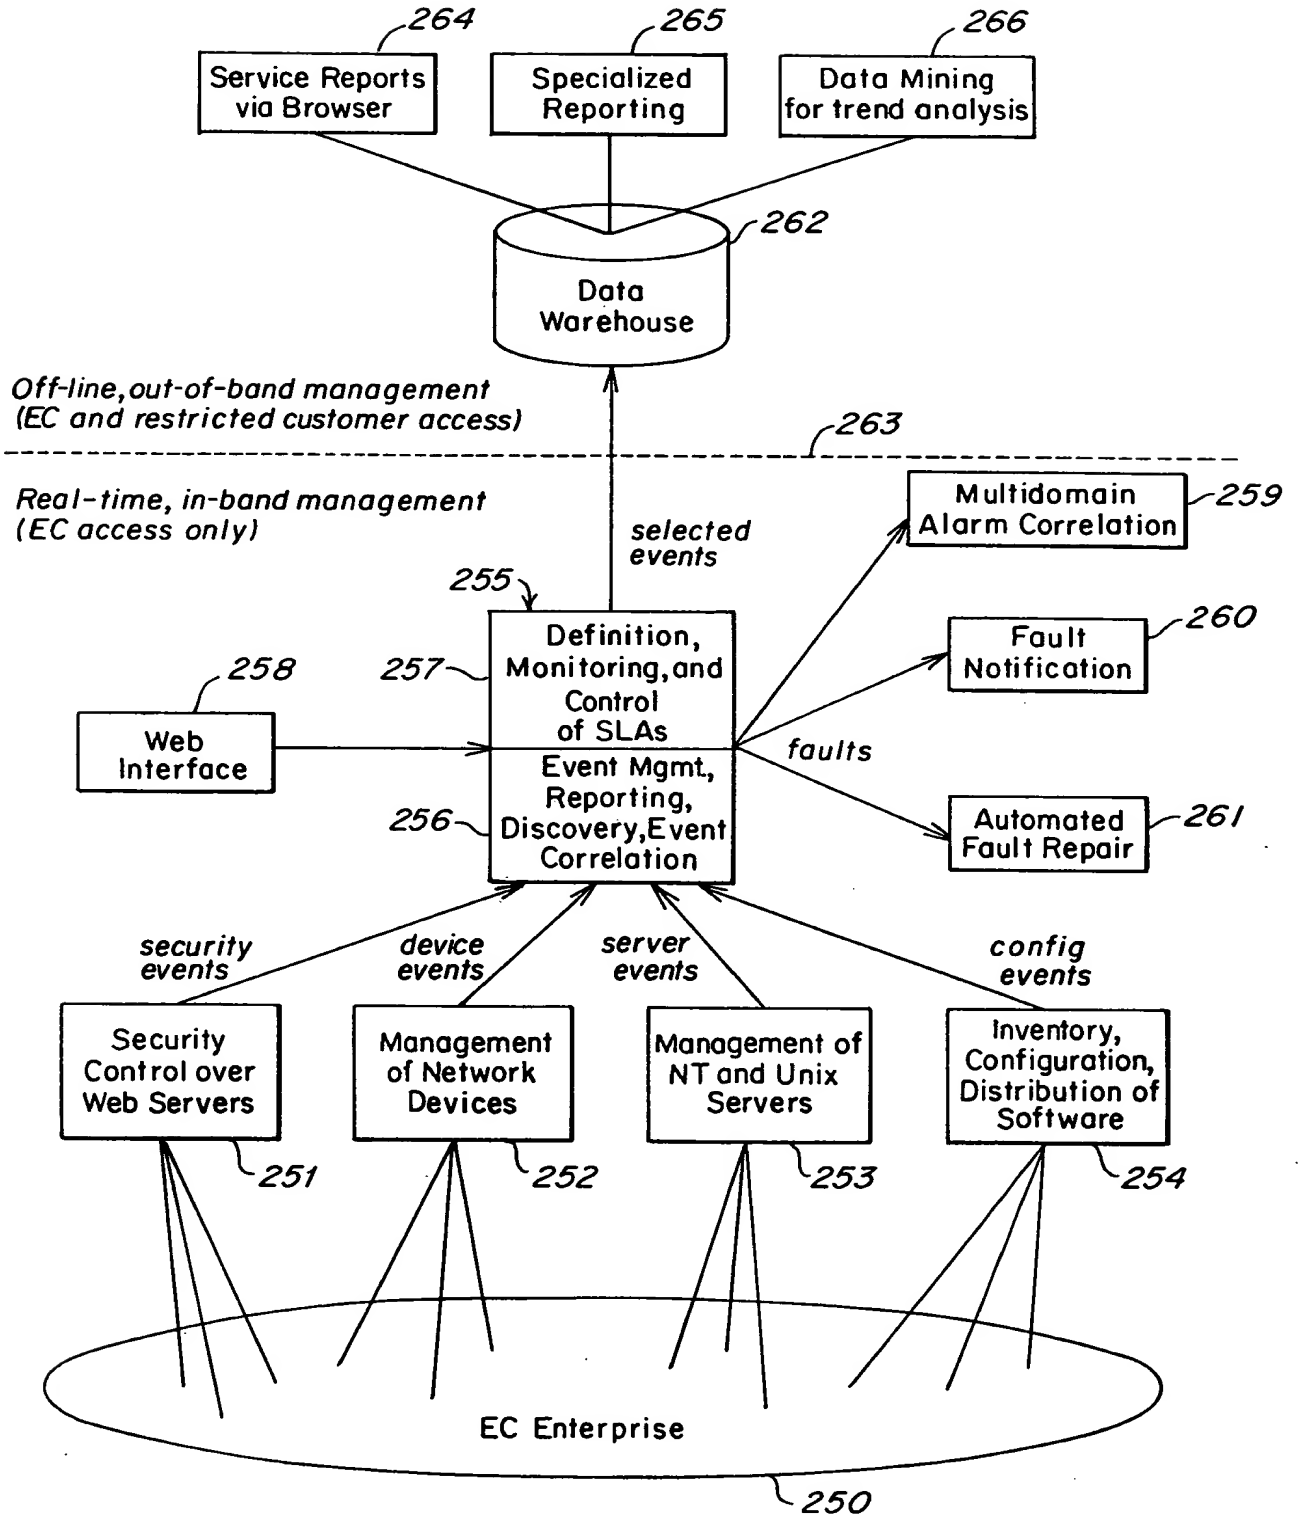 264
265
266
Service Reports
via Browser
Specialized
Reporting
Data Mining
for trend analysis
262
Data
Warehouse
Off-line, out-of-band management
(EC and restricted customer access)
263
Real-time, in-band management
(EC access only)
Multidomain
Alarm Correlation
259
selected
events
255
257
Definition,
Monitoring, and
Control
of SLAs
260
Fault
Notification
258
Web
Interface
faults
256
Event Mgmt,
Reporting,
Discovery, Event
Correlation
261
Automated
Fault Repair
security
events
device
events
server
events
config
events
Security
Control over
Web Servers
251
Management
of Network
Devices
252
Management of
NT and Unix
Servers
253
Inventory,
Configuration,
Distribution of
Software
254
EC Enterprise
250